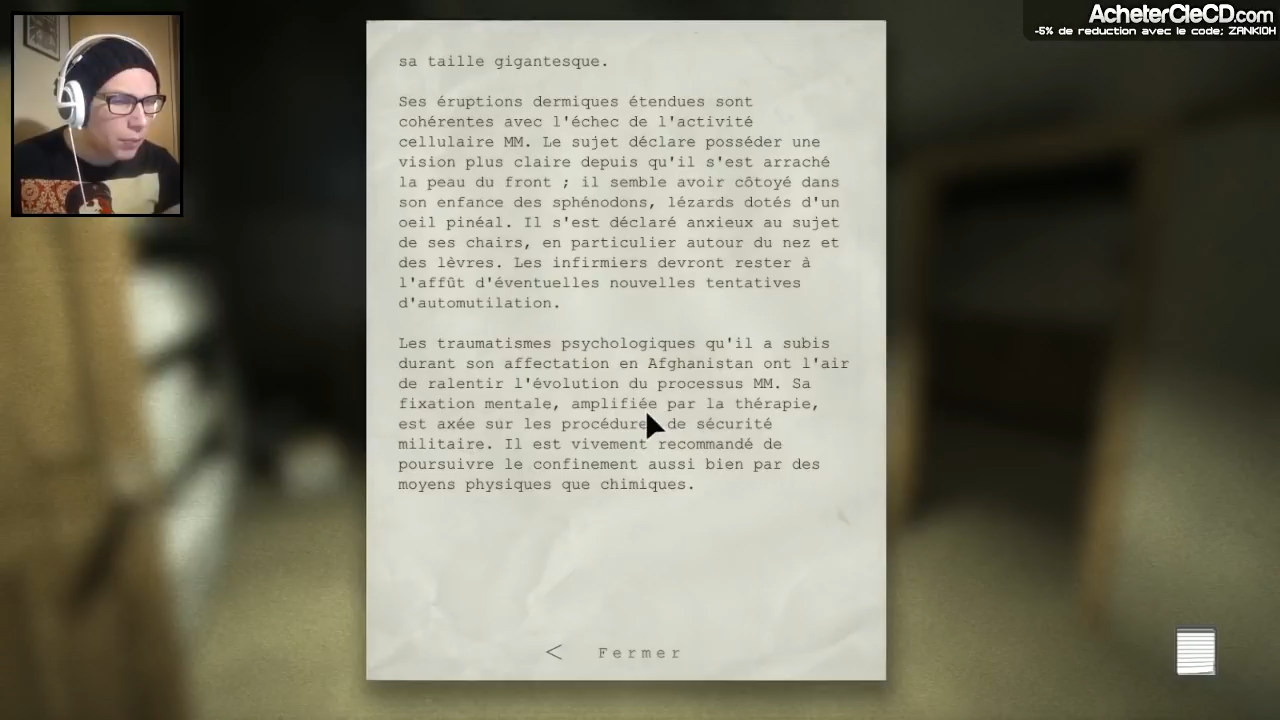 AcheterCleCD.com
-5% de reduction avec le code; ZANKIOH
sa taille gigantesque.
Ses éruptions dermiques étendues sont
cohérentes avec l'échec de l'activité
cellulaire MM. Le sujet déclare posséder une
vision plus claire depuis qu'il s'est arraché
la peau du front ; il semble avoir côtoyé dans
son enfance des sphénodons, lézards dotés d'un
oeil pinéal. Il s'est déclaré anxieux au sujet
de ses chairs, en particulier autour du nez et
des lèvres. Les infirmiers devront rester à
l'affût d'éventuelles nouvelles tentatives
d'automutilation.
Les traumatismes psychologiques qu'il a subis
durant son affectation en Afghanistan ont l'air
de ralentir l'évolution du processus MM. Sa
fixation mentale, amplifiée par la thérapie,
est axée sur les procédures de sécurité
militaire. Il est vivement recommandé de
poursuivre le confinement aussi bien par des
moyens physiques que chimiques.
< Fermer